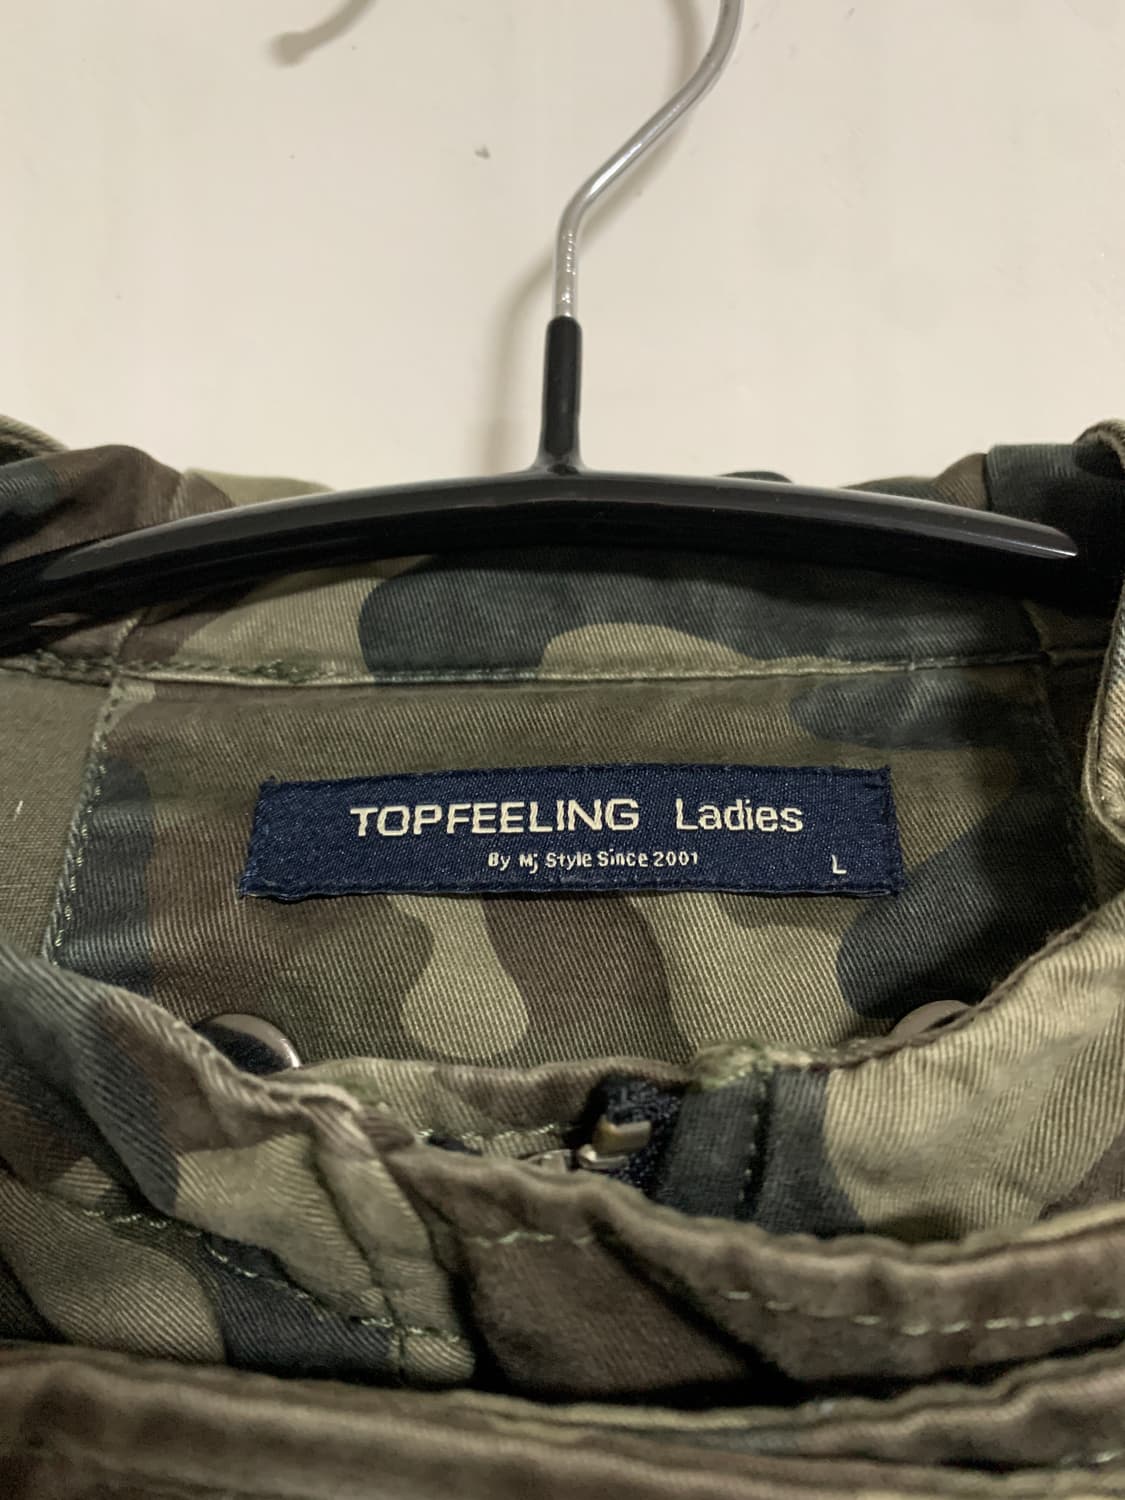 TOPFEELING Ladies
By Mj Style Since 2001
L